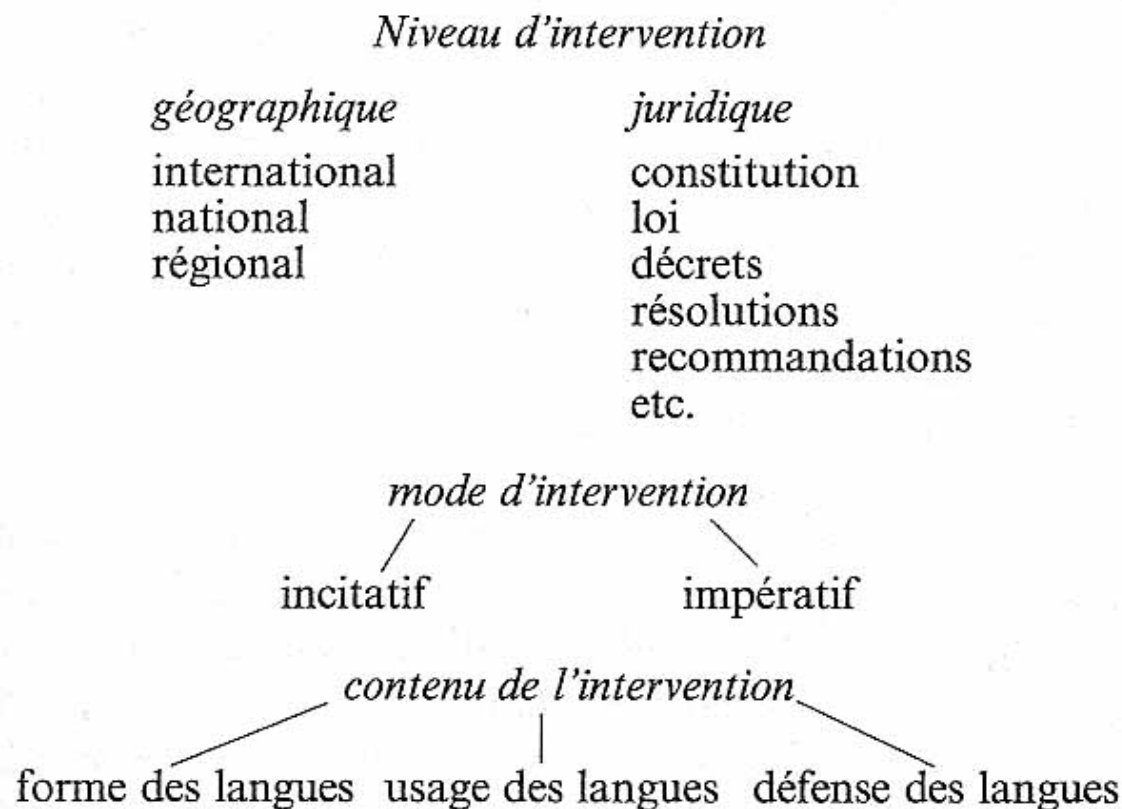 Niveau d'intervention
géographique juridique
international constitution
national loi
régional décrets
résolutions
recommandations
etc.
mode d'intervention
incitatif impératif
contenu de l'intervention
forme des langues usage des langues défense des langues